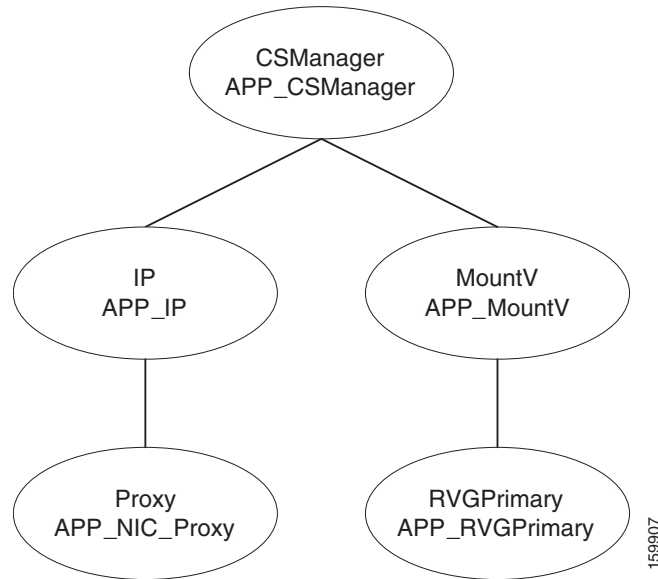 CSManager
APP_CSManager
IP
APP_IP
MountV
APP_MountV
Proxy
APP_NIC_Proxy
RVGPrimary
APP_RVGPrimary
159907